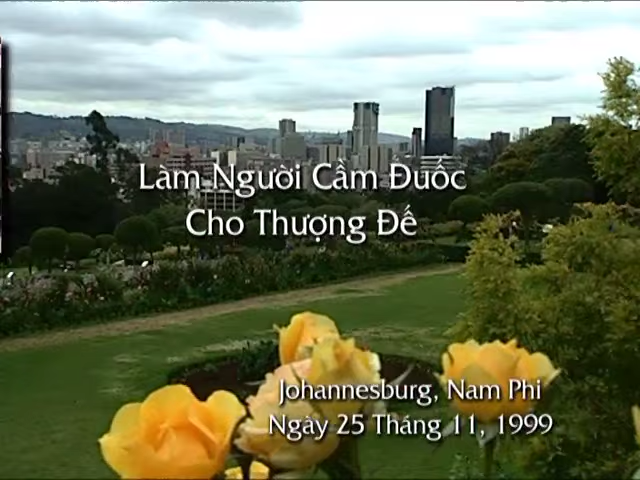 Làm Người Cầm Đuốc
Cho Thượng Đế
Johannesburg, Nam Phi
Ngày 25 Tháng 11, 1999